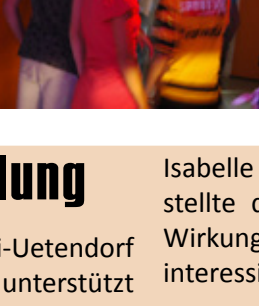 lung
i-Uetendorf
unterstützt
Isabelle
stellte
Wirkung
interessi